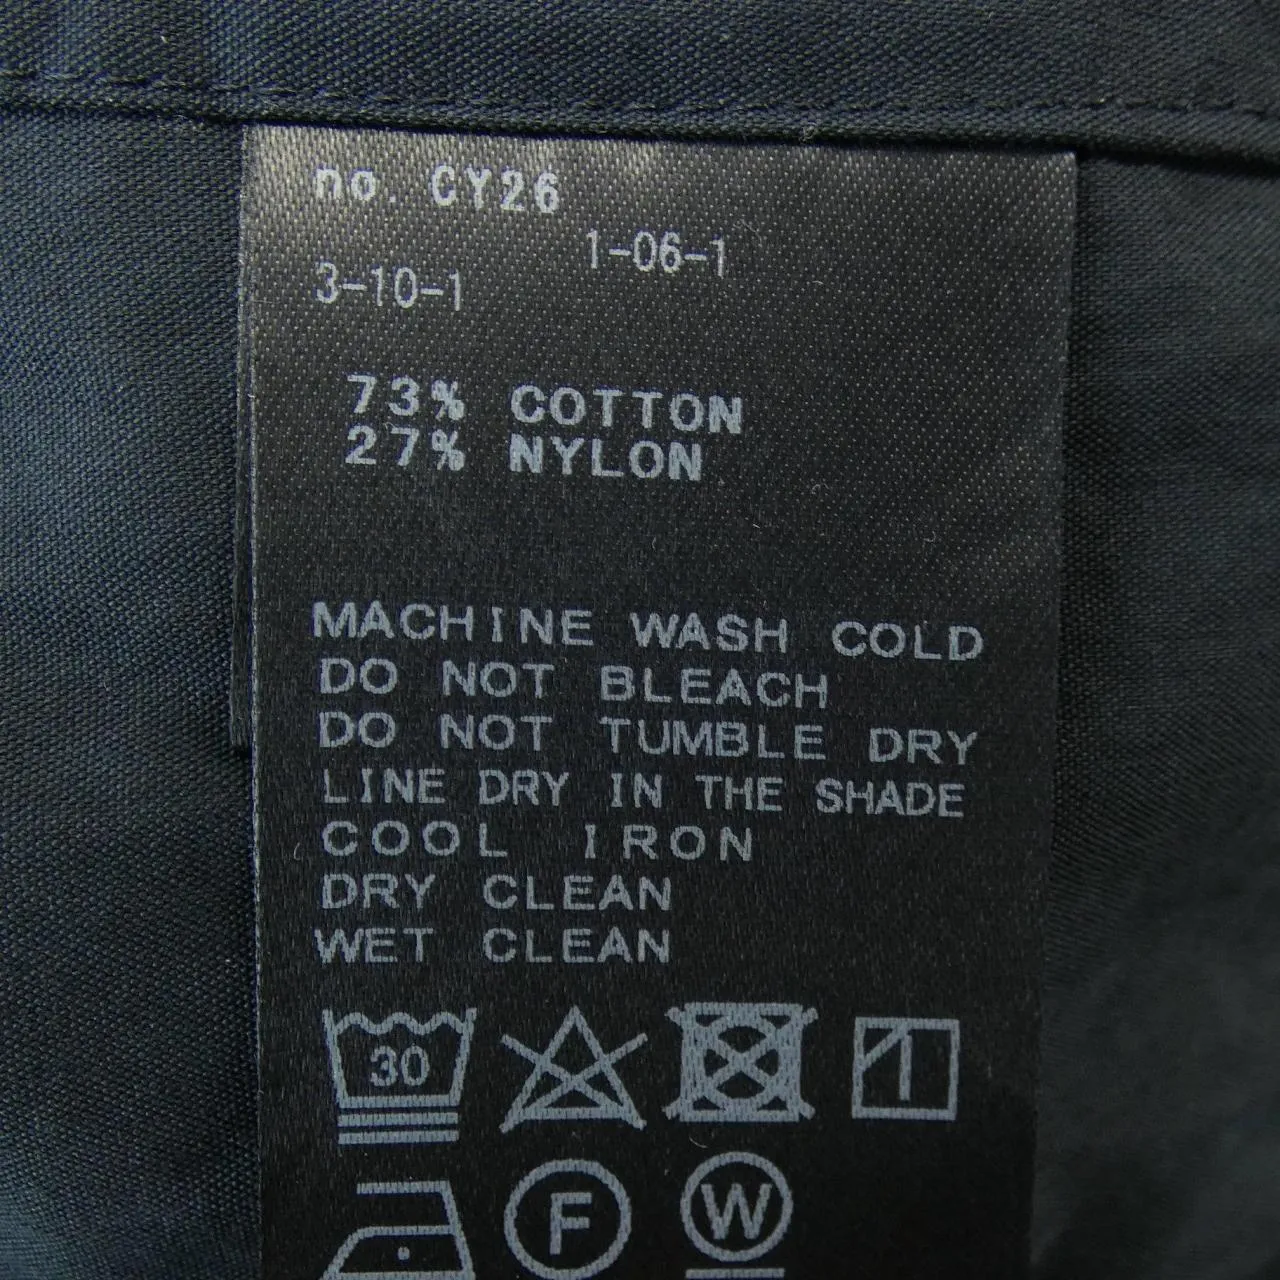 no. CY26
1-06-1
3-10-1
73% COTTON
27% NYLON
MACHINE WASH COLD
DO NOT BLEACH
DO NOT TUMBLE DRY
LINE DRY IN THE SHADE
COOL IRON
DRY CLEAN
WET CLEAN
30
F W